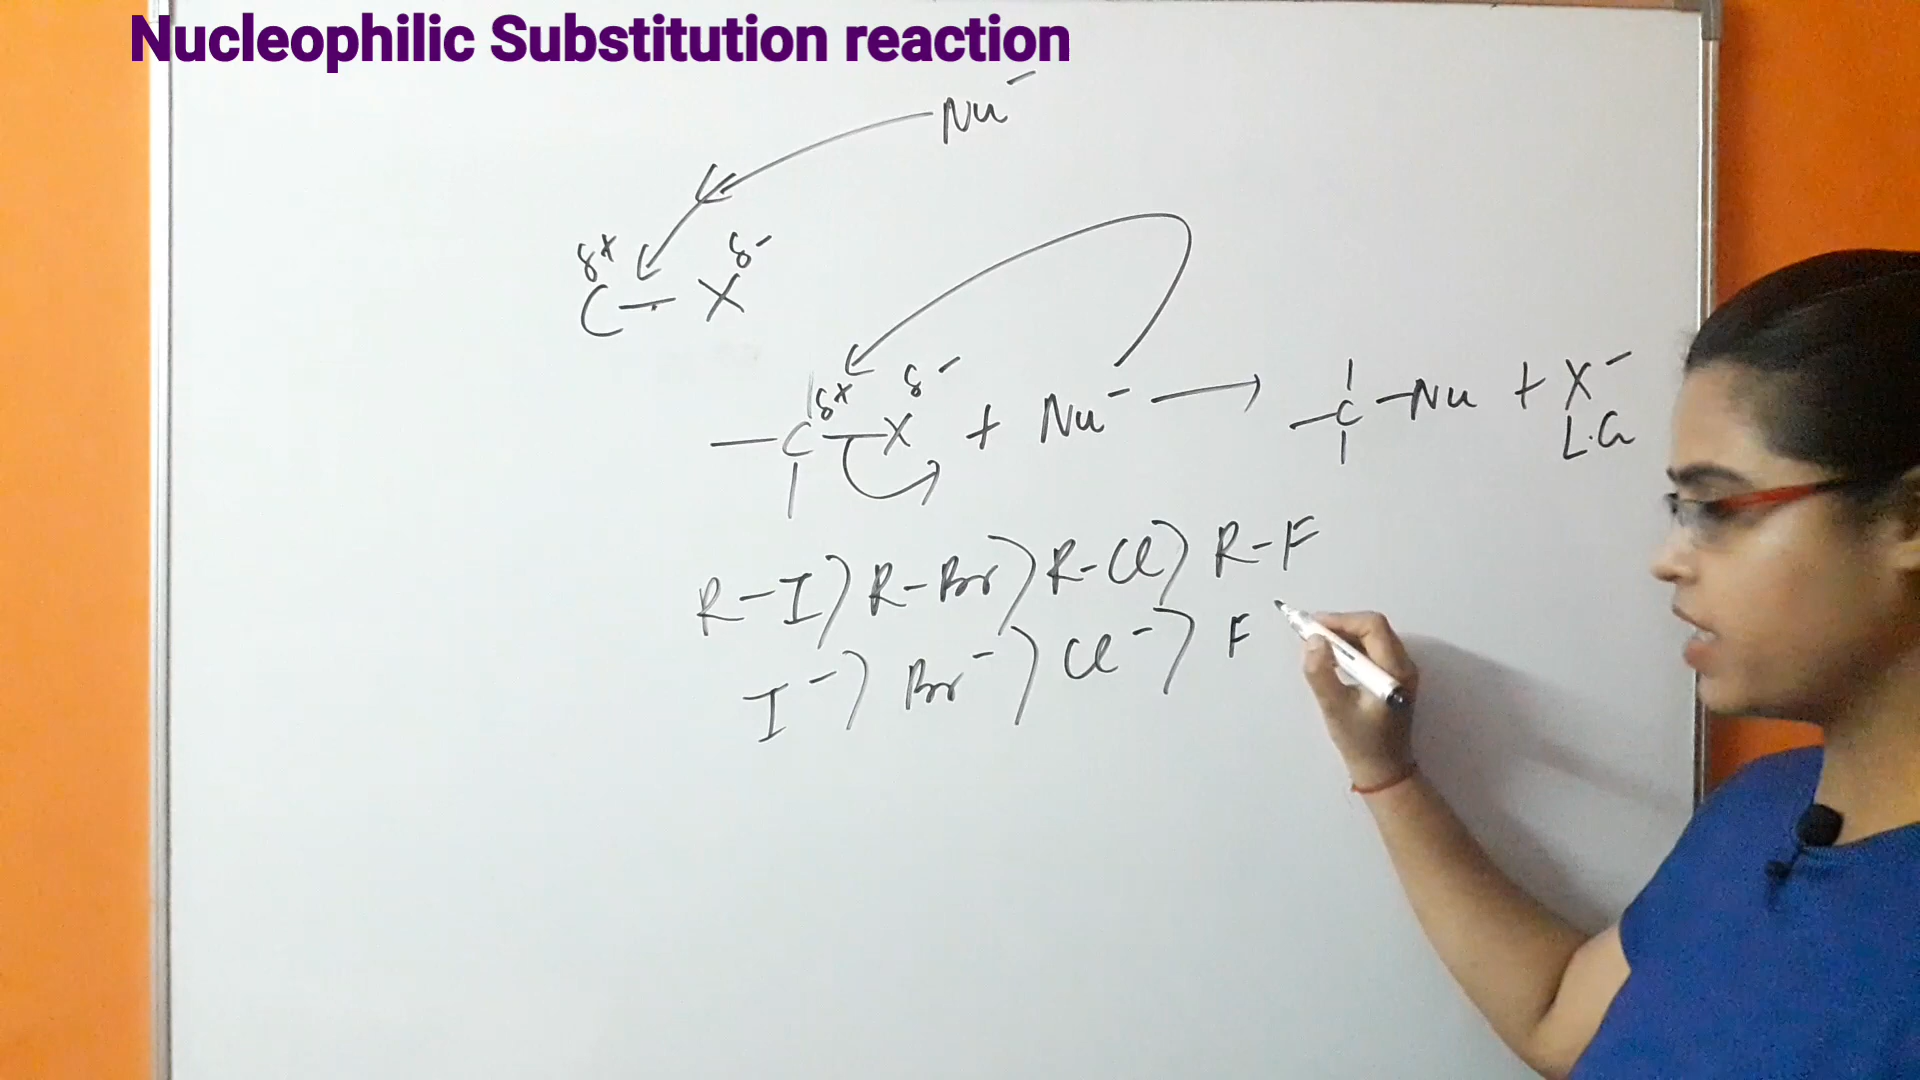 Nucleophilic Substitution reaction
Nu⁻
δ+ δ-
C - X
δ+ δ-
- C - X + Nu⁻ → - C - Nu + X⁻
L.G
R-I > R-Br > R-Cl > R-F
I⁻ > Br⁻ > Cl⁻ > F